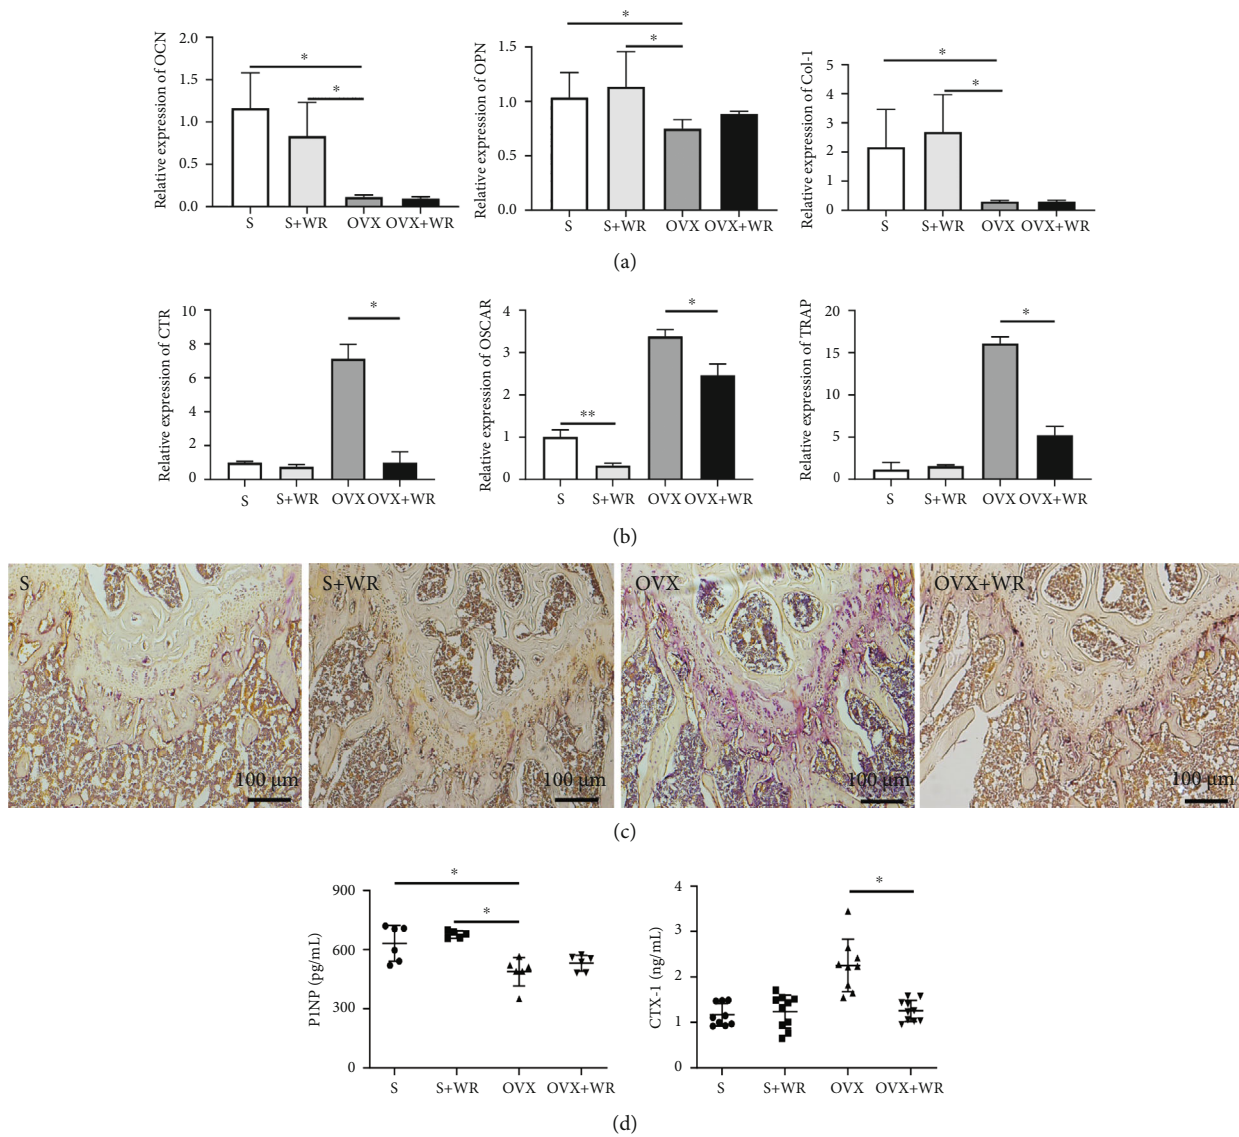 Relative expression of OCN
2.0
1.5
1.0
0.5
0.0
*
*
S
S+WR
OVX
OVX+WR
Relative expression of OPN
1.5
1.0
0.5
0.0
*
*
S
S+WR
OVX
OVX+WR
Relative expression of Col-1
5
4
3
2
1
0
*
*
S
S+WR
OVX
OVX+WR
(a)
Relative expression of CTR
10
8
6
4
2
0
*
S
S+WR
OVX
OVX+WR
Relative expression of OSCAR
4
3
2
1
0
**
*
S
S+WR
OVX
OVX+WR
Relative expression of TRAP
20
15
10
5
0
*
S
S+WR
OVX
OVX+WR
(b)
S
100 μm
S+WR
100 μm
OVX
100 μm
OVX+WR
100 μm
(c)
P1NP (pg/mL)
900
600
300
0
*
*
S
S+WR
OVX
OVX+WR
CTX-1 (ng/mL)
4
3
2
1
0
*
S
S+WR
OVX
OVX+WR
(d)